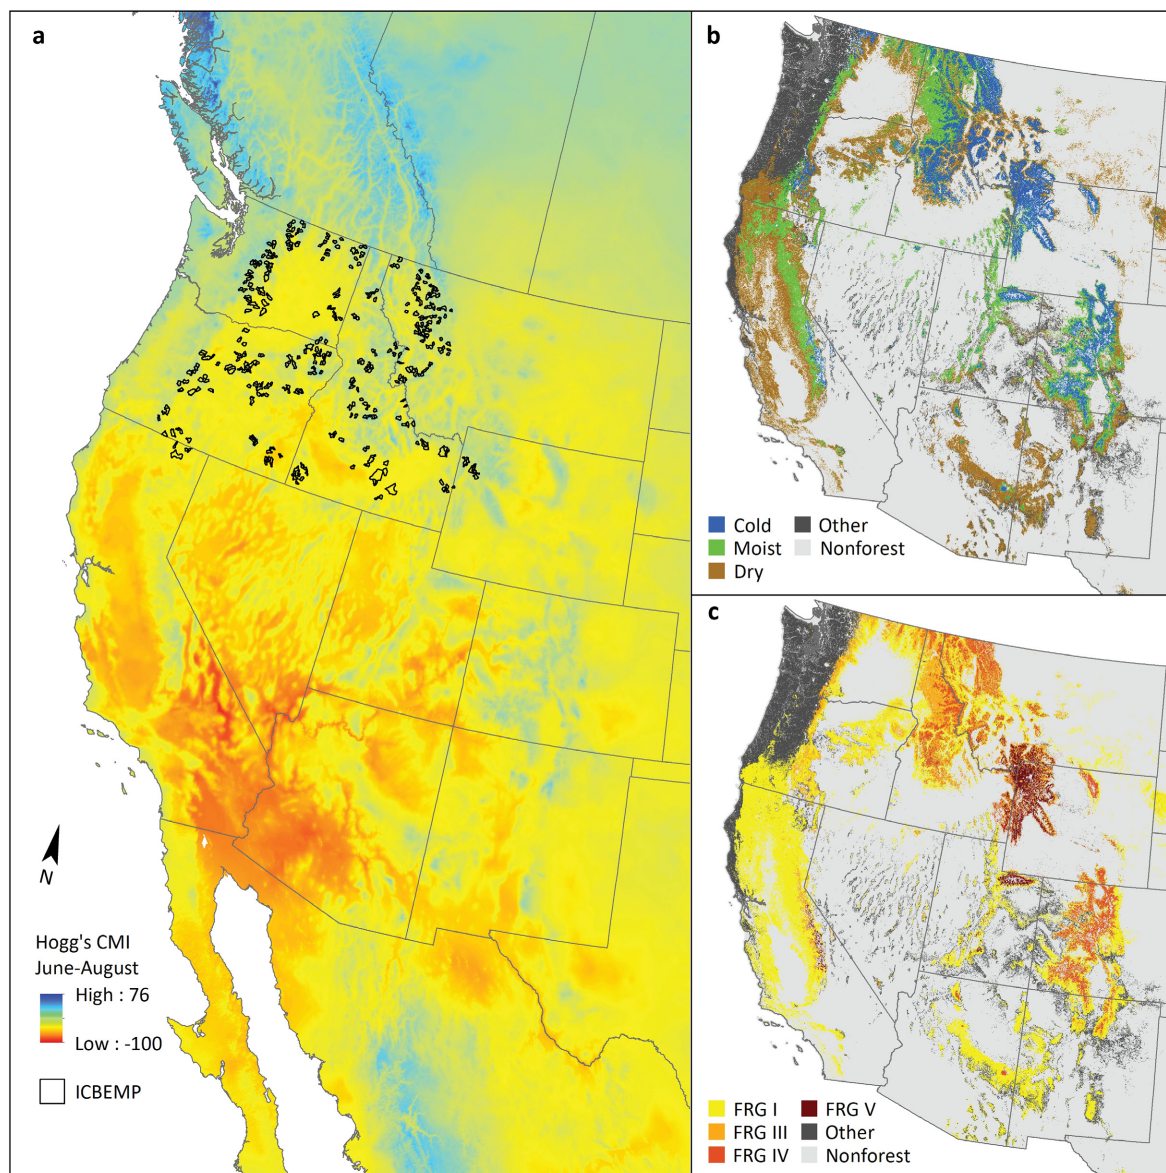 a
N
Hogg's CMI
June-August
High : 76
Low : -100
ICBEMP
b
Cold
Other
Moist
Nonforest
Dry
c
FRG I
FRG V
FRG III
Other
FRG IV
Nonforest